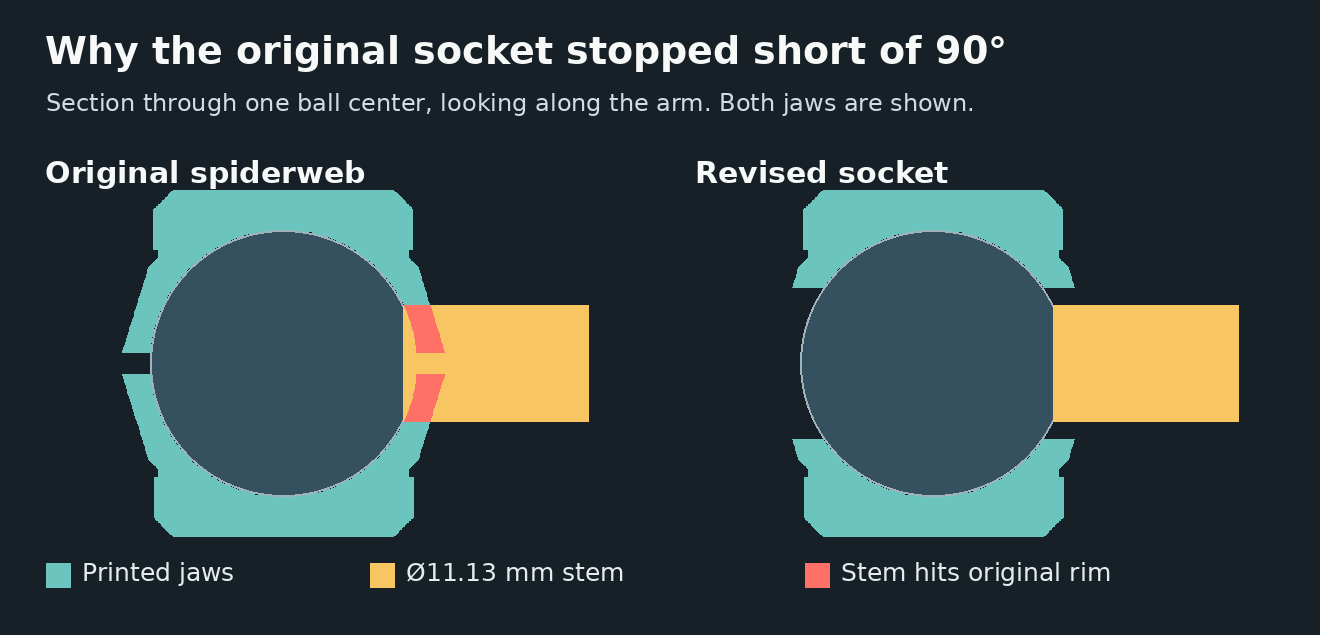 Why the original socket stopped short of 90°
Section through one ball center, looking along the arm. Both jaws are shown.
Original spiderweb
Revised socket
Printed jaws
Ø11.13 mm stem
Stem hits original rim